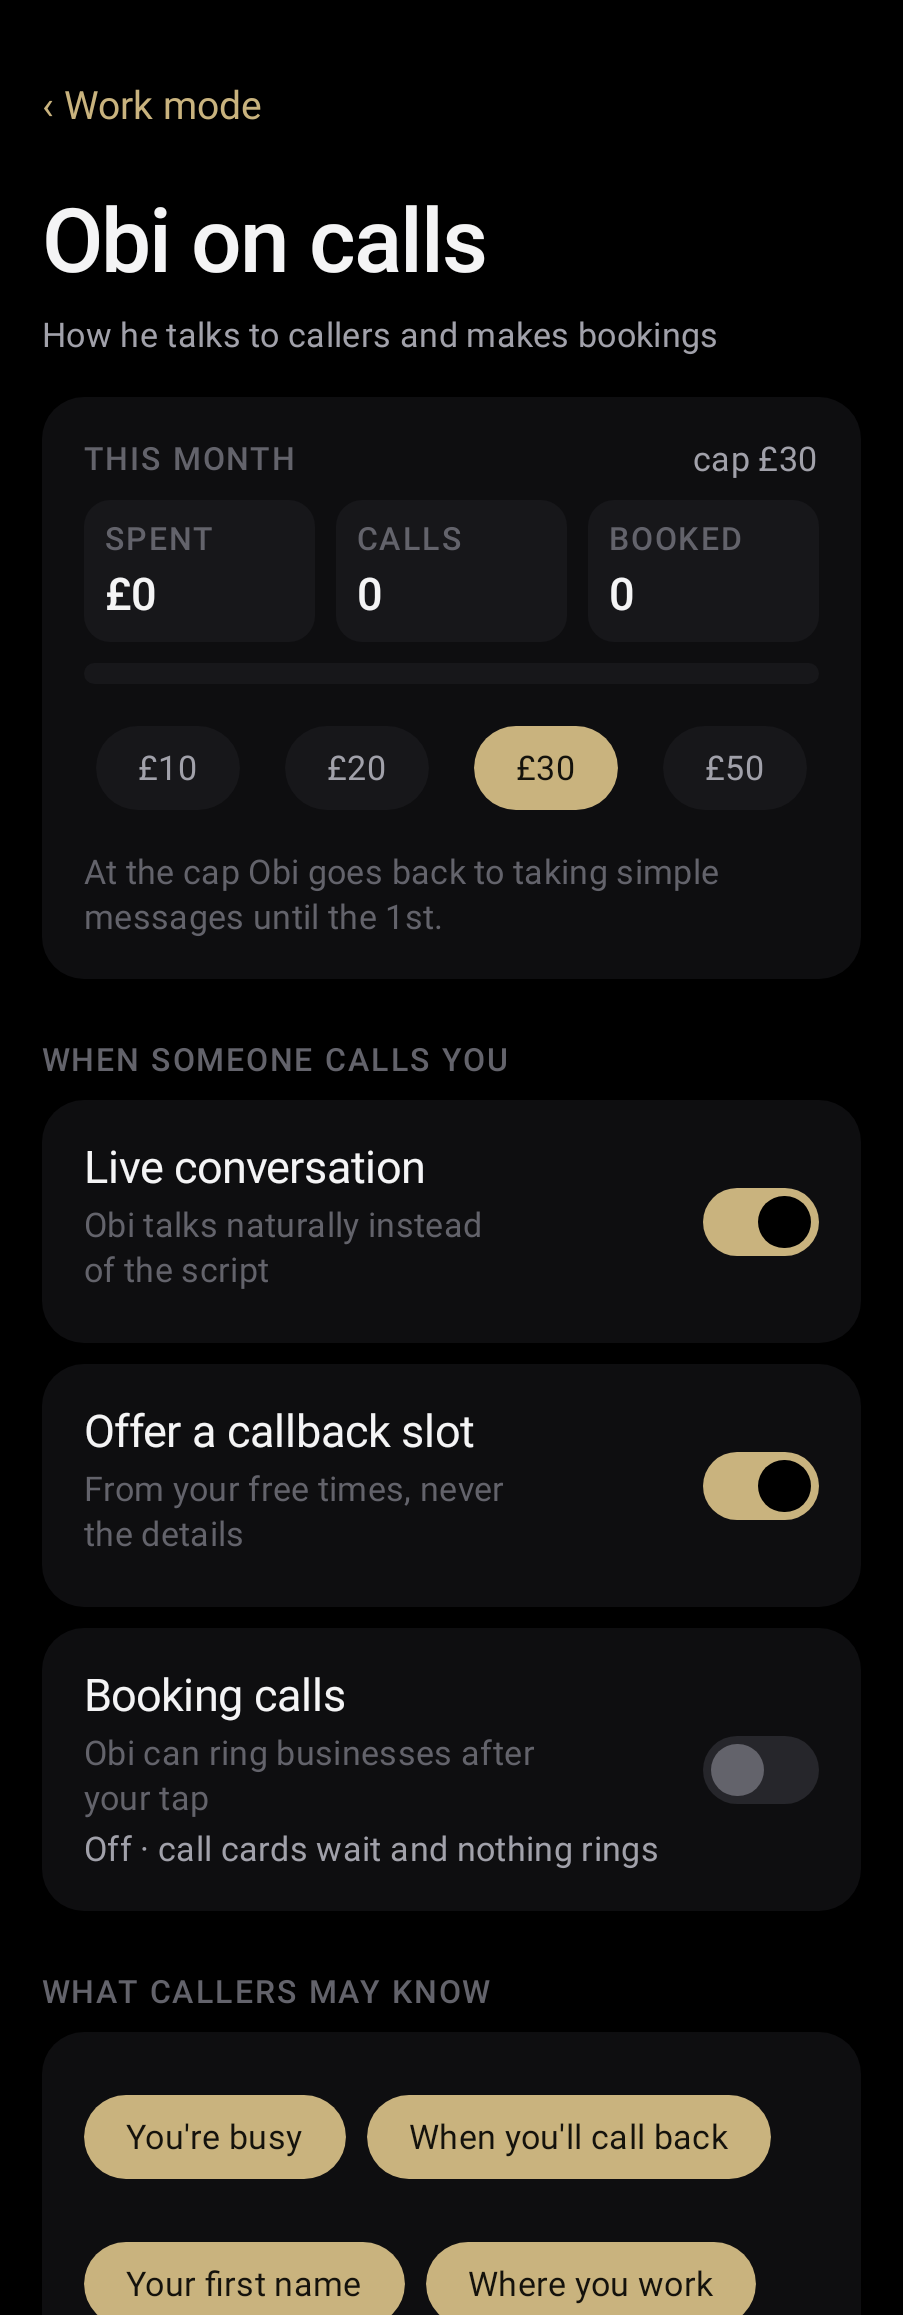 ‹ Work mode
Obi on calls
How he talks to callers and makes bookings
THIS MONTH
cap £30
SPENT
CALLS
BOOKED
£0
0
0
£10
£20
£30
£50
At the cap Obi goes back to taking simple
messages until the 1st.
WHEN SOMEONE CALLS YOU
Live conversation
Obi talks naturally instead
of the script
Offer a callback slot
From your free times, never
the details
Booking calls
Obi can ring businesses after
your tap
Off · call cards wait and nothing rings
WHAT CALLERS MAY KNOW
You're busy
When you'll call back
Your first name
Where you work